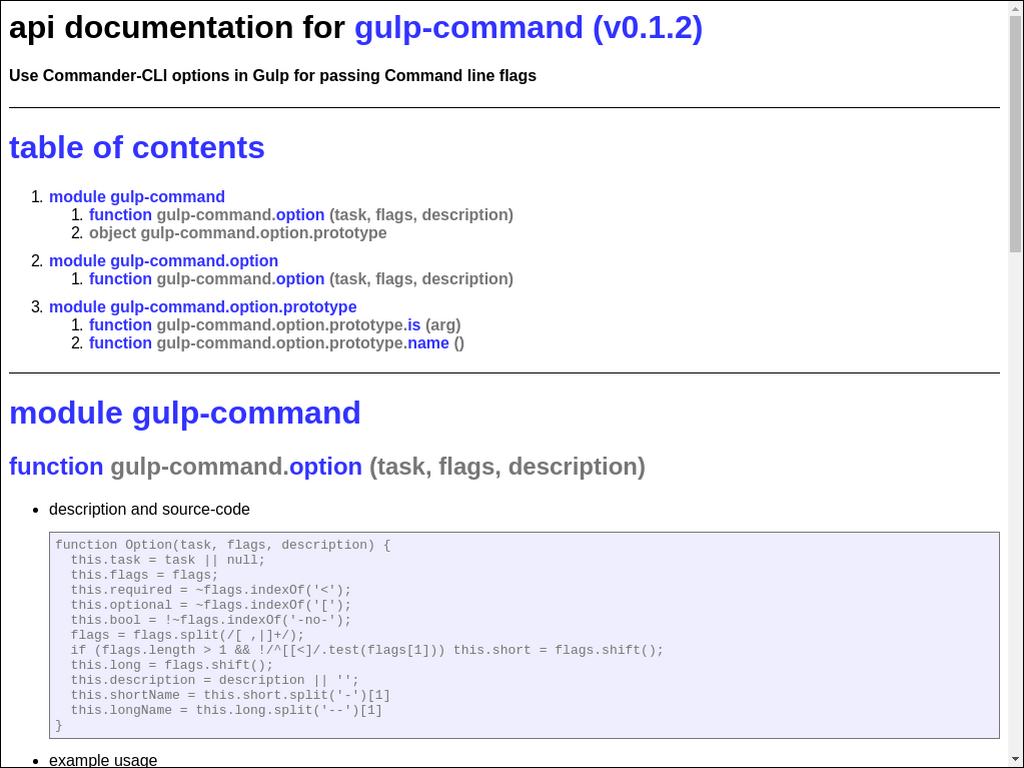 api documentation for gulp-command (v0.1.2)
Use Commander-CLI options in Gulp for passing Command line flags
table of contents
1. module gulp-command
1. function gulp-command.option (task, flags, description)
2. object gulp-command.option.prototype
2. module gulp-command.option
1. function gulp-command.option (task, flags, description)
3. module gulp-command.option.prototype
1. function gulp-command.option.prototype.is (arg)
2. function gulp-command.option.prototype.name ()
module gulp-command
function gulp-command.option (task, flags, description)
• description and source-code
function Option(task, flags, description) {
  this.task = task || null;
  this.flags = flags;
  this.required = ~flags.indexOf('<');
  this.optional = ~flags.indexOf('[');
  this.bool = !~flags.indexOf('-no-');
  flags = flags.split(/[ ,|]+/);
  if (flags.length > 1 && !/^[[<]/.test(flags[1])) this.short = flags.shift();
  this.long = flags.shift();
  this.description = description || '';
  this.shortName = this.short.split('-')[1]
  this.longName = this.long.split('--')[1]
}
• example usage